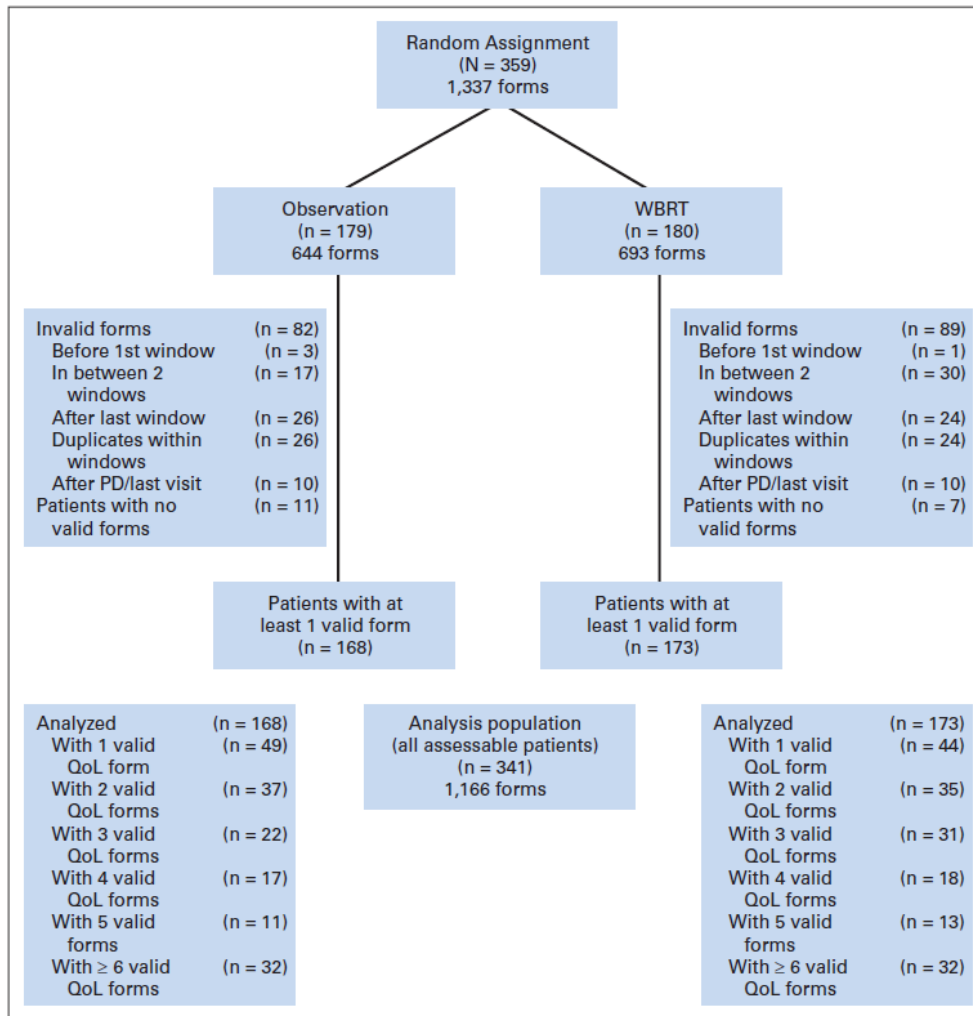 Random Assignment
(N = 359)
1,337 forms
Observation
(n = 179)
644 forms
WBRT
(n = 180)
693 forms
Invalid forms (n = 82)
Before 1st window (n = 3)
In between 2 (n = 17)
windows
After last window (n = 26)
Duplicates within (n = 26)
windows
After PD/last visit (n = 10)
Patients with no (n = 11)
valid forms
Invalid forms (n = 89)
Before 1st window (n = 1)
In between 2 (n = 30)
windows
After last window (n = 24)
Duplicates within (n = 24)
windows
After PD/last visit (n = 10)
Patients with no (n = 7)
valid forms
Patients with at
least 1 valid form
(n = 168)
Patients with at
least 1 valid form
(n = 173)
Analyzed (n = 168)
With 1 valid (n = 49)
QoL form
With 2 valid (n = 37)
QoL forms
With 3 valid (n = 22)
QoL forms
With 4 valid (n = 17)
QoL forms
With 5 valid (n = 11)
forms
With ≥ 6 valid (n = 32)
QoL forms
Analysis population
(all assessable patients)
(n = 341)
1,166 forms
Analyzed (n = 173)
With 1 valid (n = 44)
QoL form
With 2 valid (n = 35)
QoL forms
With 3 valid (n = 31)
QoL forms
With 4 valid (n = 18)
QoL forms
With 5 valid (n = 13)
forms
With ≥ 6 valid (n = 32)
QoL forms